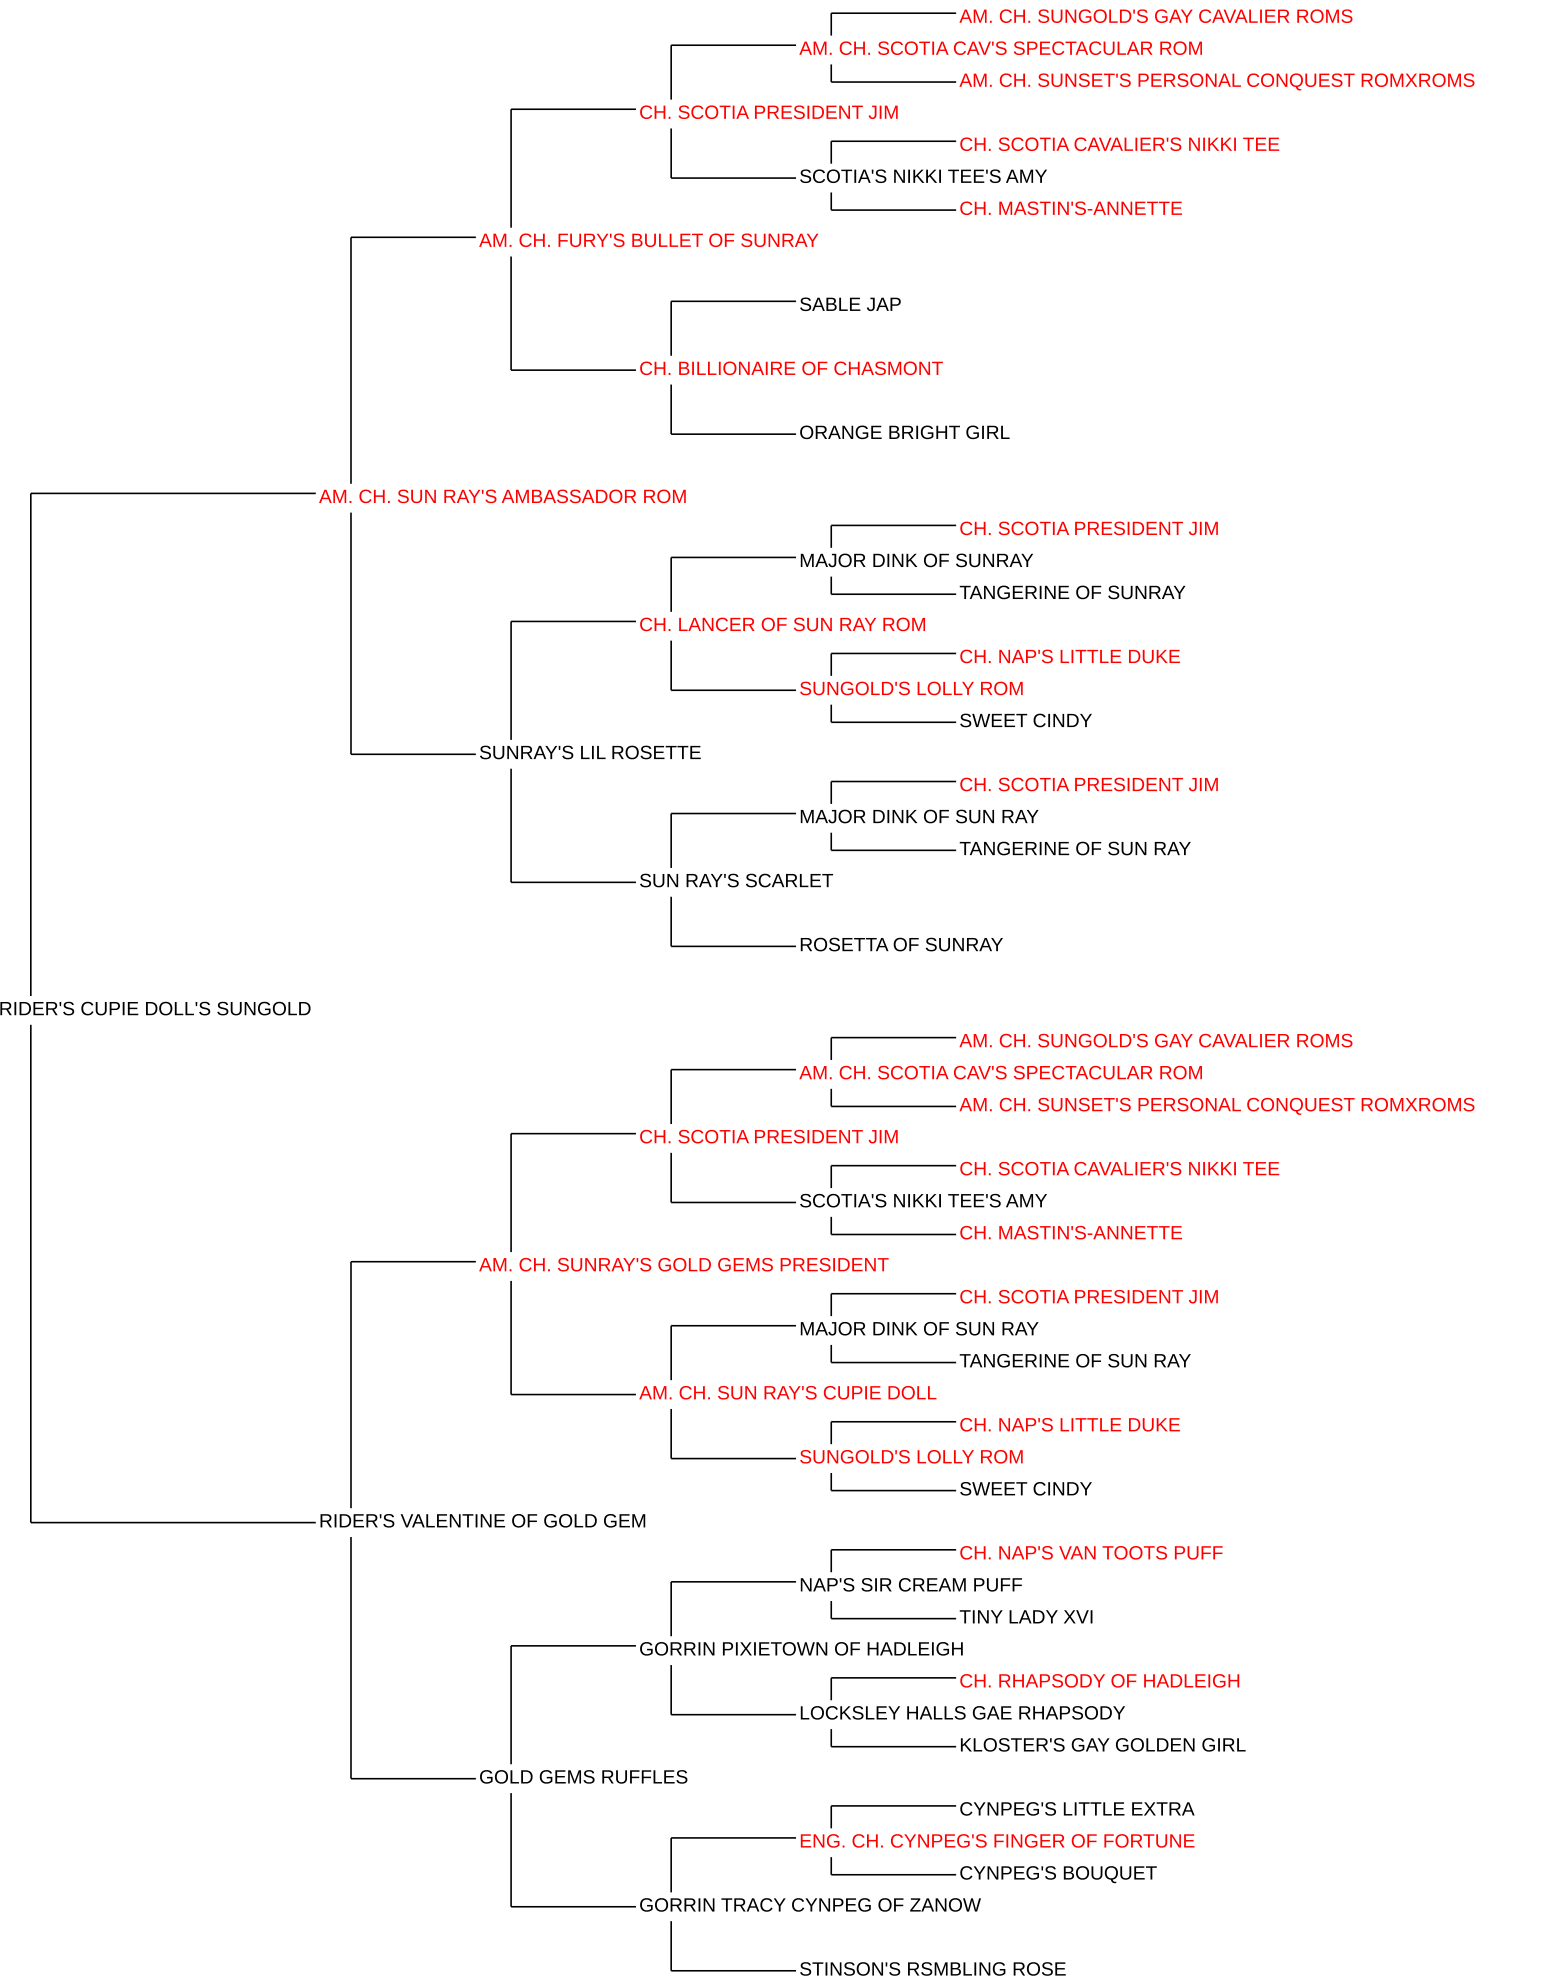 AM. CH. SUNGOLD'S GAY CAVALIER ROMS
AM. CH. SCOTIA CAV'S SPECTACULAR ROM
AM. CH. SUNSET'S PERSONAL CONQUEST ROMXROMS
CH. SCOTIA PRESIDENT JIM
CH. SCOTIA CAVALIER'S NIKKI TEE
SCOTIA'S NIKKI TEE'S AMY
CH. MASTIN'S-ANNETTE
AM. CH. FURY'S BULLET OF SUNRAY
SABLE JAP
CH. BILLIONAIRE OF CHASMONT
ORANGE BRIGHT GIRL
AM. CH. SUN RAY'S AMBASSADOR ROM
CH. SCOTIA PRESIDENT JIM
MAJOR DINK OF SUNRAY
TANGERINE OF SUNRAY
CH. LANCER OF SUN RAY ROM
CH. NAP'S LITTLE DUKE
SUNGOLD'S LOLLY ROM
SWEET CINDY
SUNRAY'S LIL ROSETTE
CH. SCOTIA PRESIDENT JIM
MAJOR DINK OF SUN RAY
TANGERINE OF SUN RAY
SUN RAY'S SCARLET
ROSETTA OF SUNRAY
RIDER'S CUPIE DOLL'S SUNGOLD
AM. CH. SUNGOLD'S GAY CAVALIER ROMS
AM. CH. SCOTIA CAV'S SPECTACULAR ROM
AM. CH. SUNSET'S PERSONAL CONQUEST ROMXROMS
CH. SCOTIA PRESIDENT JIM
CH. SCOTIA CAVALIER'S NIKKI TEE
SCOTIA'S NIKKI TEE'S AMY
CH. MASTIN'S-ANNETTE
AM. CH. SUNRAY'S GOLD GEMS PRESIDENT
CH. SCOTIA PRESIDENT JIM
MAJOR DINK OF SUN RAY
TANGERINE OF SUN RAY
AM. CH. SUN RAY'S CUPIE DOLL
CH. NAP'S LITTLE DUKE
SUNGOLD'S LOLLY ROM
SWEET CINDY
RIDER'S VALENTINE OF GOLD GEM
CH. NAP'S VAN TOOTS PUFF
NAP'S SIR CREAM PUFF
TINY LADY XVI
GORRIN PIXIETOWN OF HADLEIGH
CH. RHAPSODY OF HADLEIGH
LOCKSLEY HALLS GAE RHAPSODY
KLOSTER'S GAY GOLDEN GIRL
GOLD GEMS RUFFLES
CYNPEG'S LITTLE EXTRA
ENG. CH. CYNPEG'S FINGER OF FORTUNE
CYNPEG'S BOUQUET
GORRIN TRACY CYNPEG OF ZANOW
STINSON'S RSMBLING ROSE